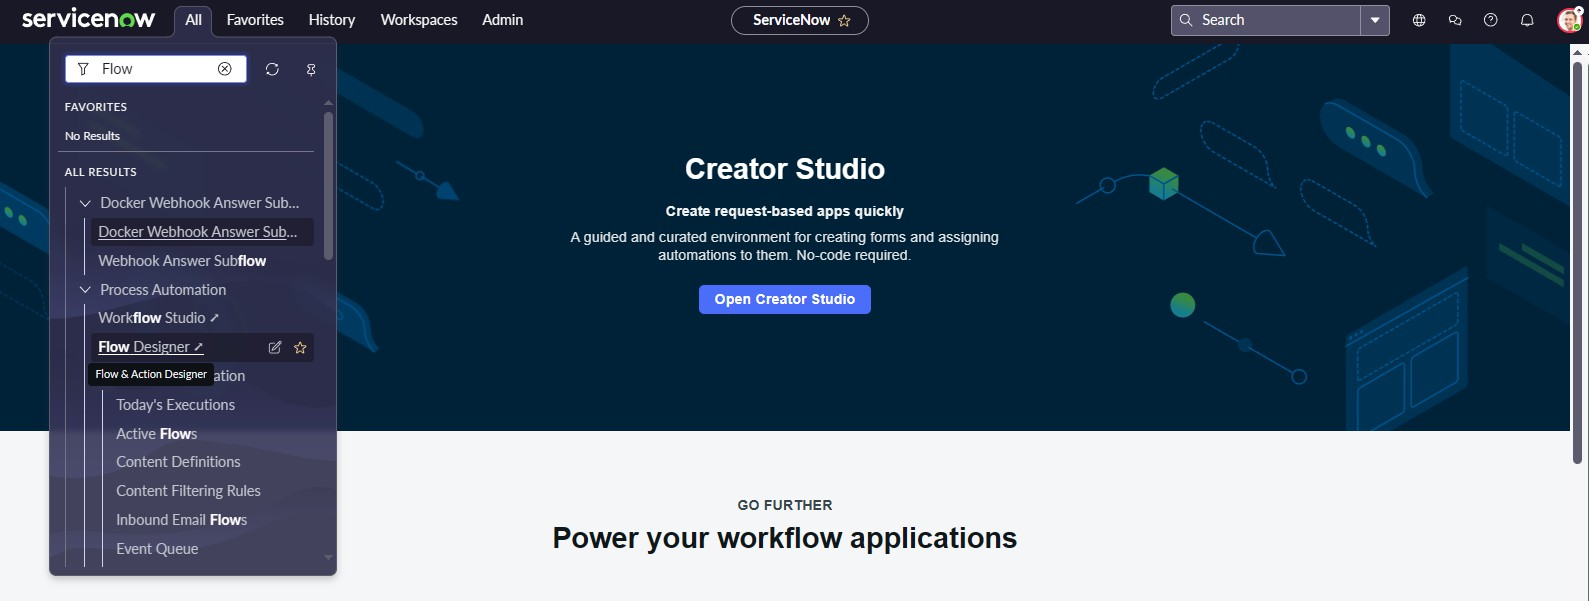 servicenow All Favorites History Workspaces Admin ServiceNow Search
Flow
FAVORITES
No Results
ALL RESULTS
Docker Webhook Answer Sub...
Docker Webhook Answer Sub...
Webhook Answer Subflow
Process Automation
Workflow Studio
Flow Designer
Flow & Action Designer
ation
Today's Executions
Active Flows
Content Definitions
Content Filtering Rules
Inbound Email Flows
Event Queue
Creator Studio
Create request-based apps quickly
A guided and curated environment for creating forms and assigning
automations to them. No-code required.
Open Creator Studio
GO FURTHER
Power your workflow applications